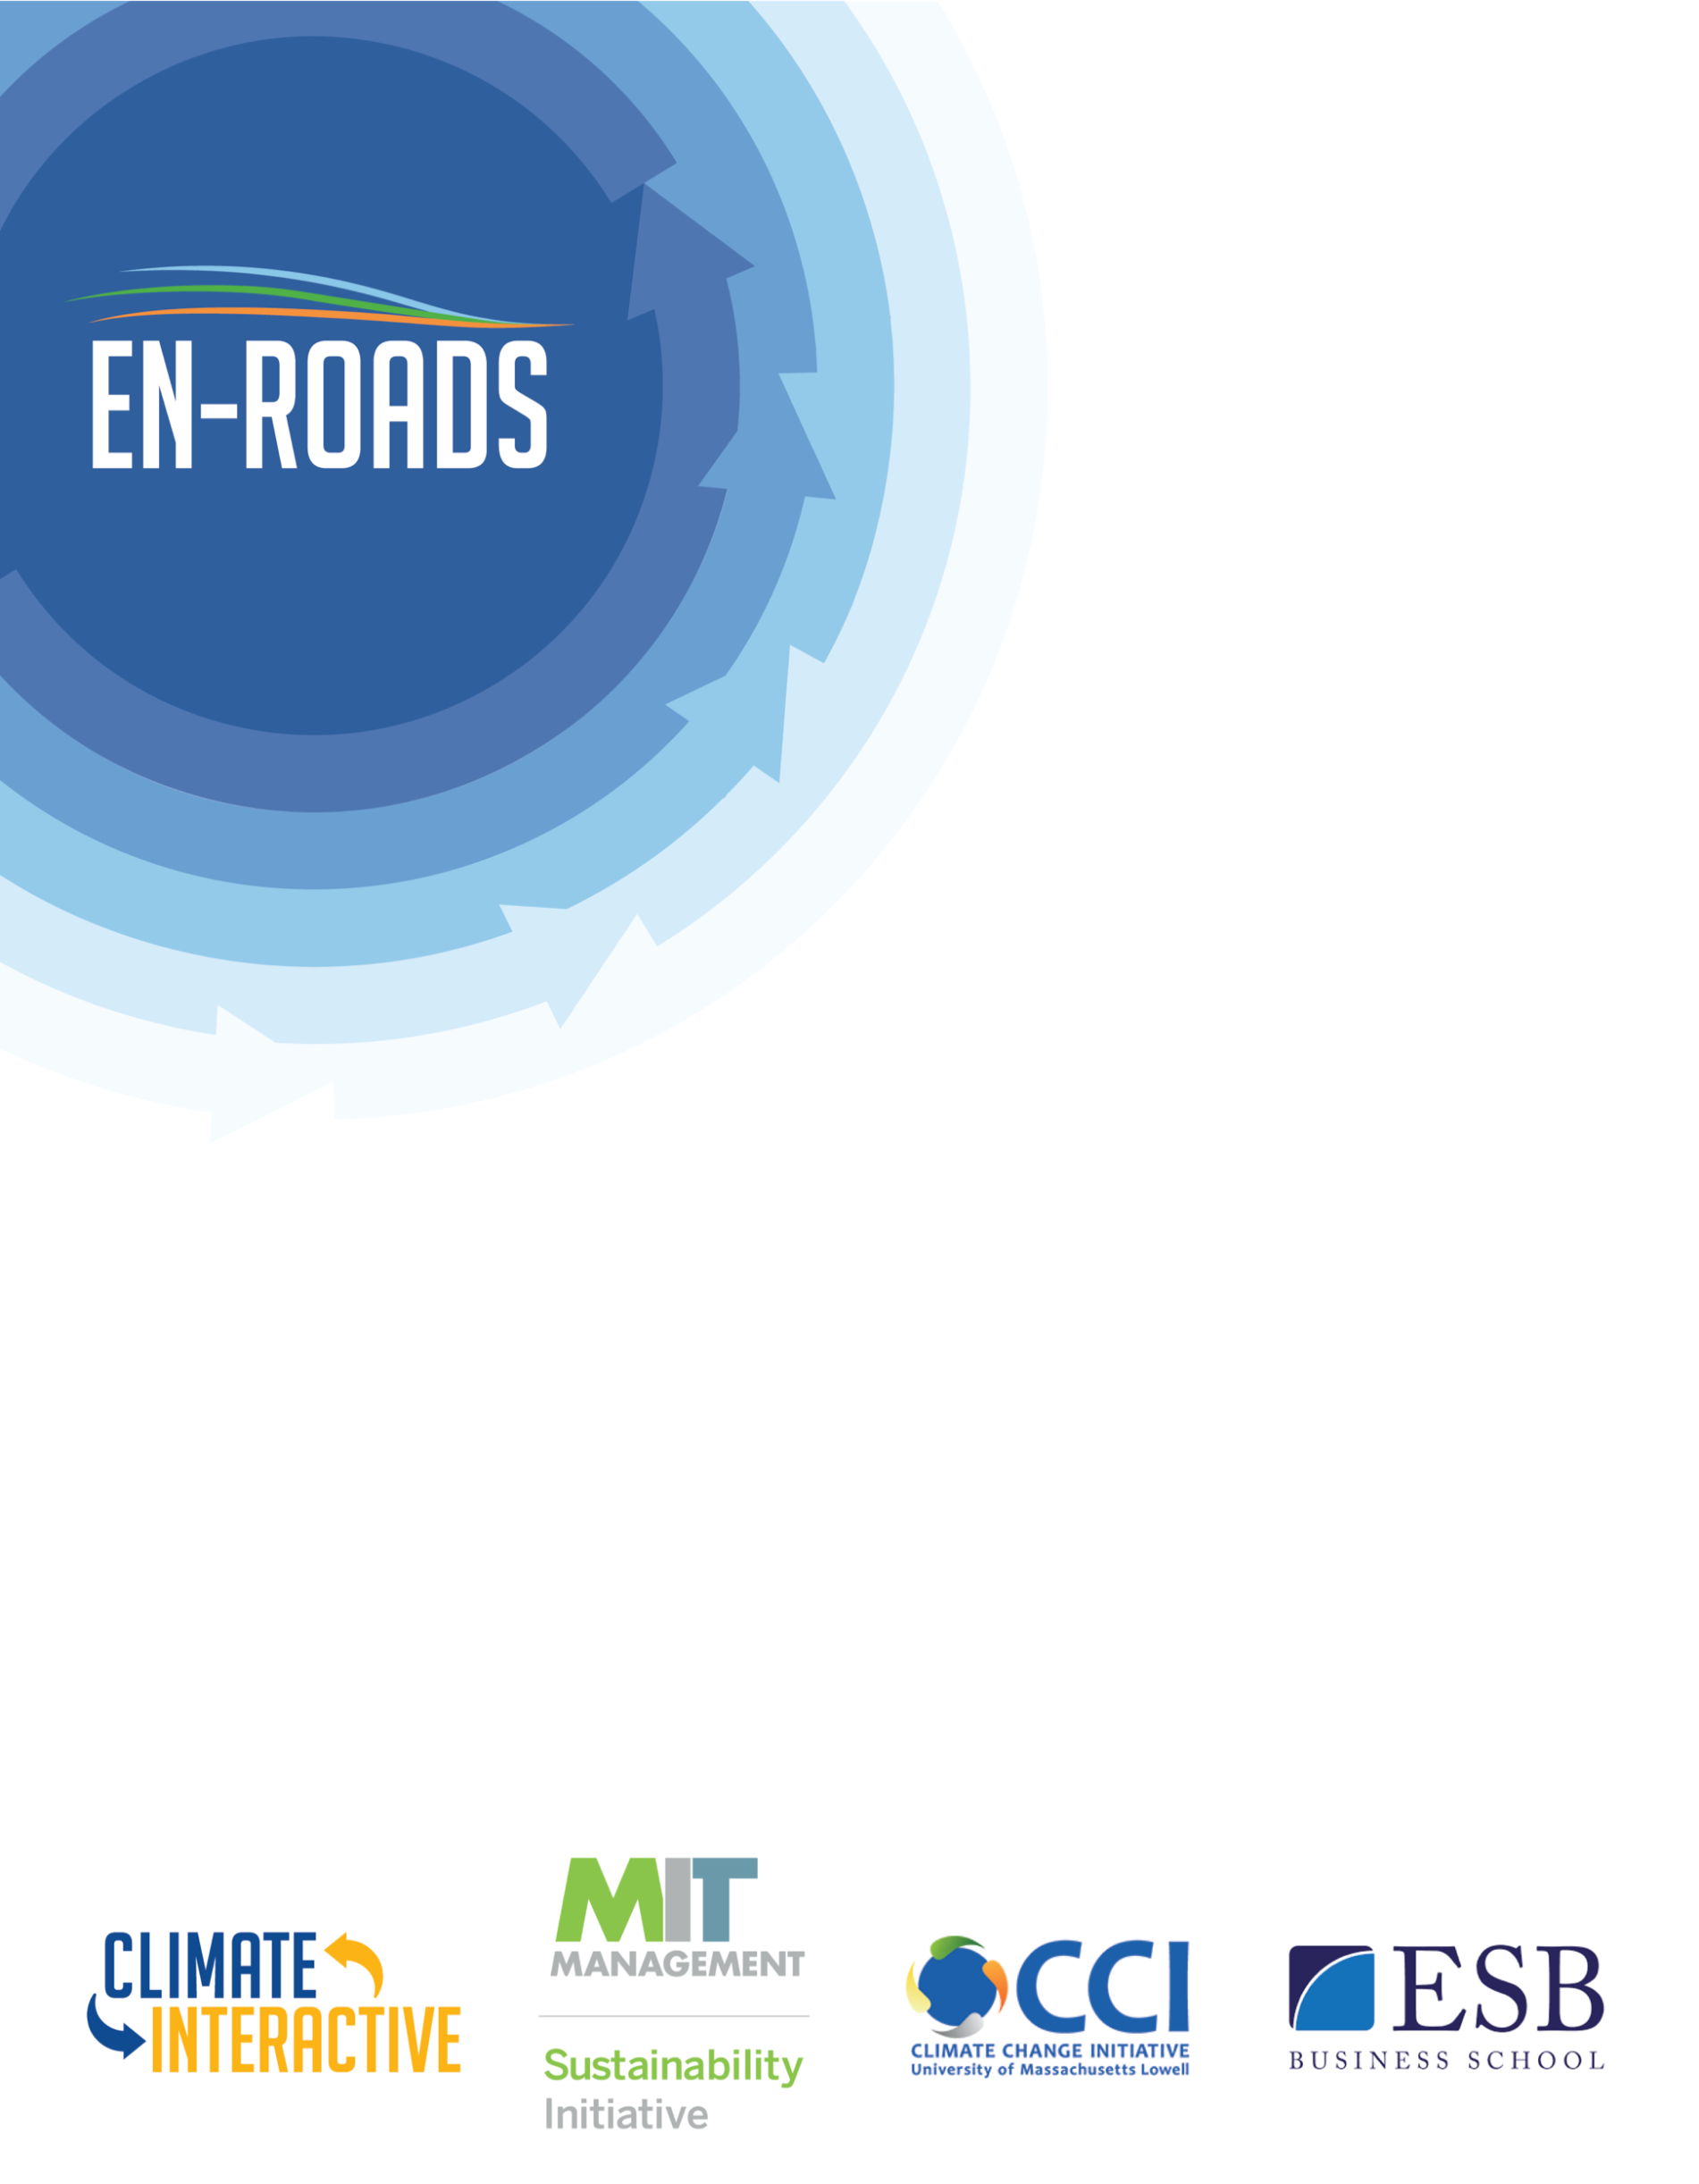 EN-ROADS
CLIMATE
INTERACTIVE
MIT
MANAGEMENT
Sustainability
Initiative
CCI
CLIMATE CHANGE INITIATIVE
University of Massachusetts Lowell
ESB
BUSINESS SCHOOL